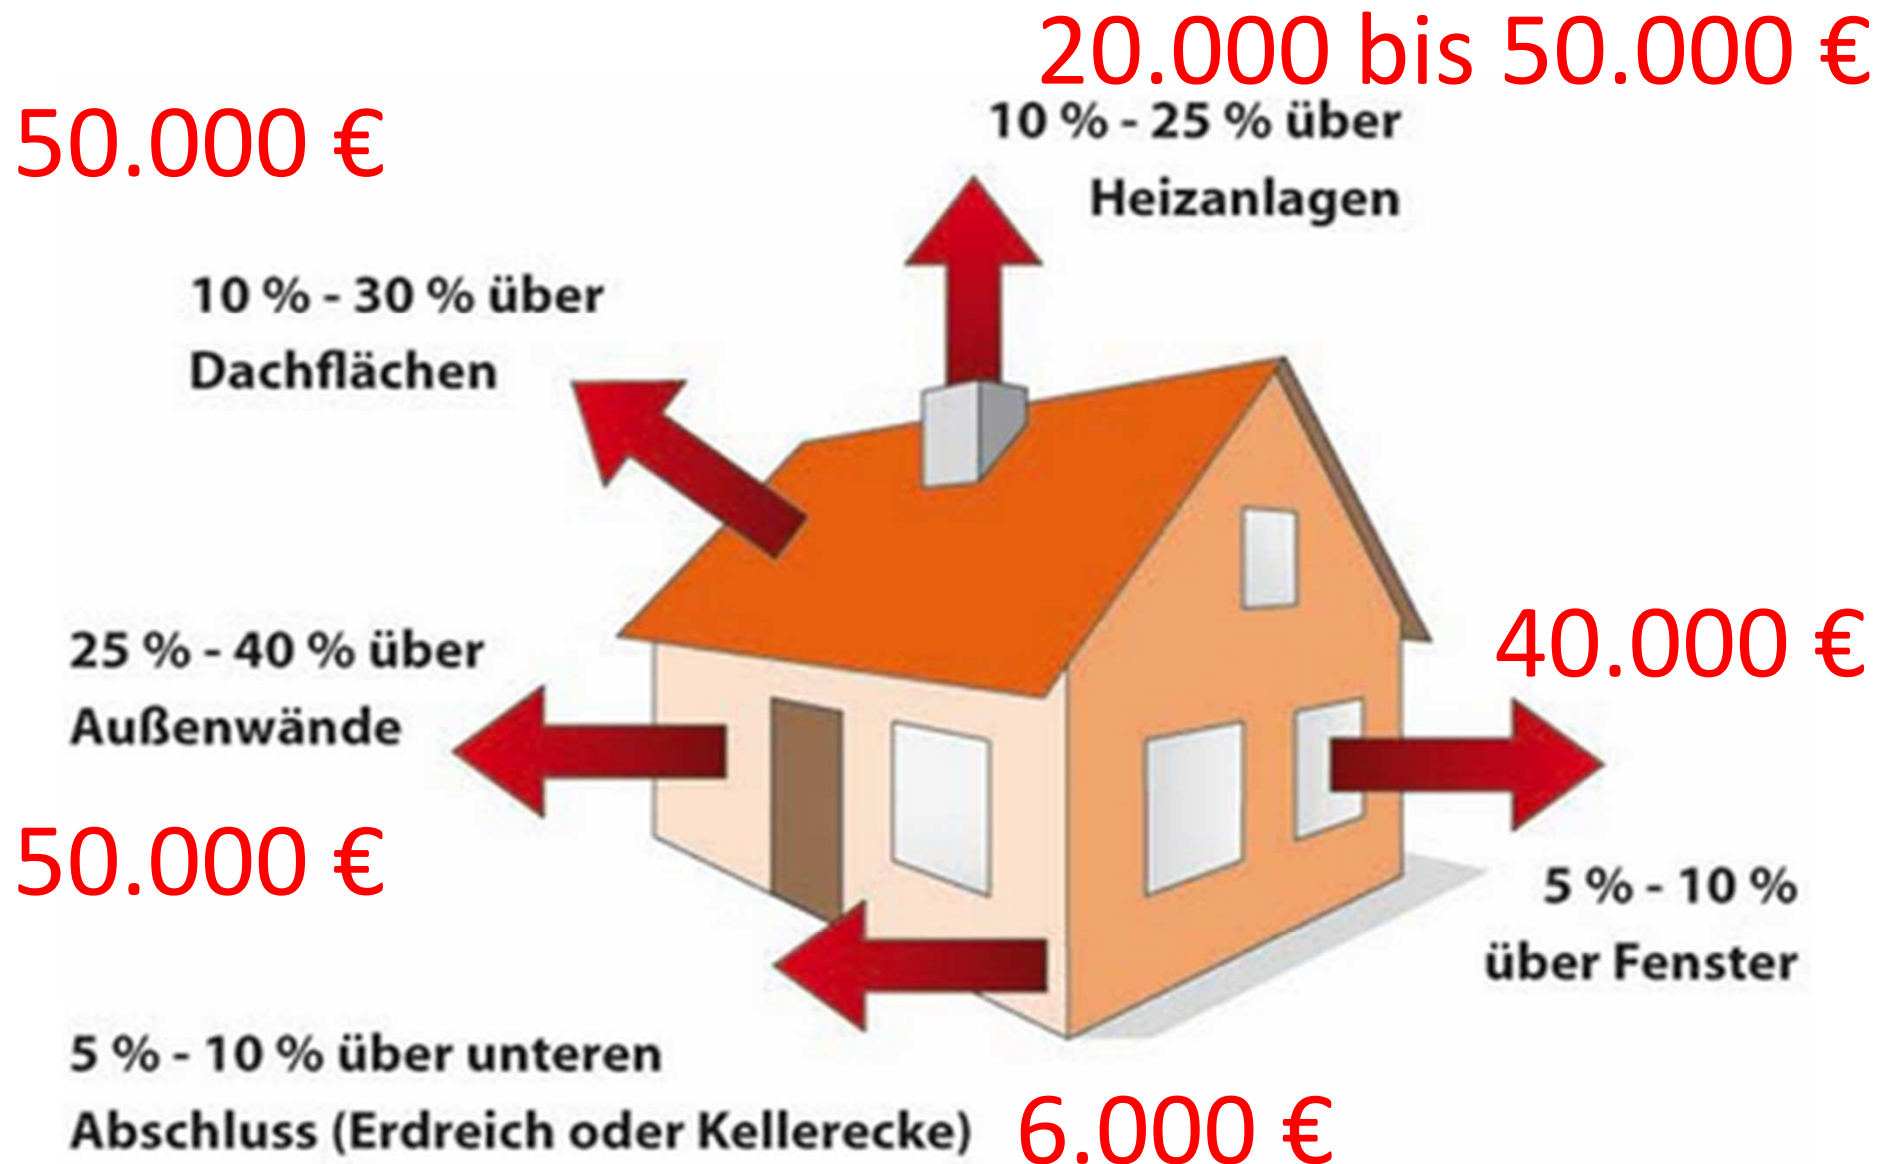 20.000 bis 50.000 €
10 % - 25 % über
Heizanlagen
50.000 €
10 % - 30 % über
Dachflächen
25 % - 40 % über
Außenwände
50.000 €
40.000 €
5 % - 10 %
über Fenster
5 % - 10 % über unteren
Abschluss (Erdreich oder Kellerecke)
6.000 €